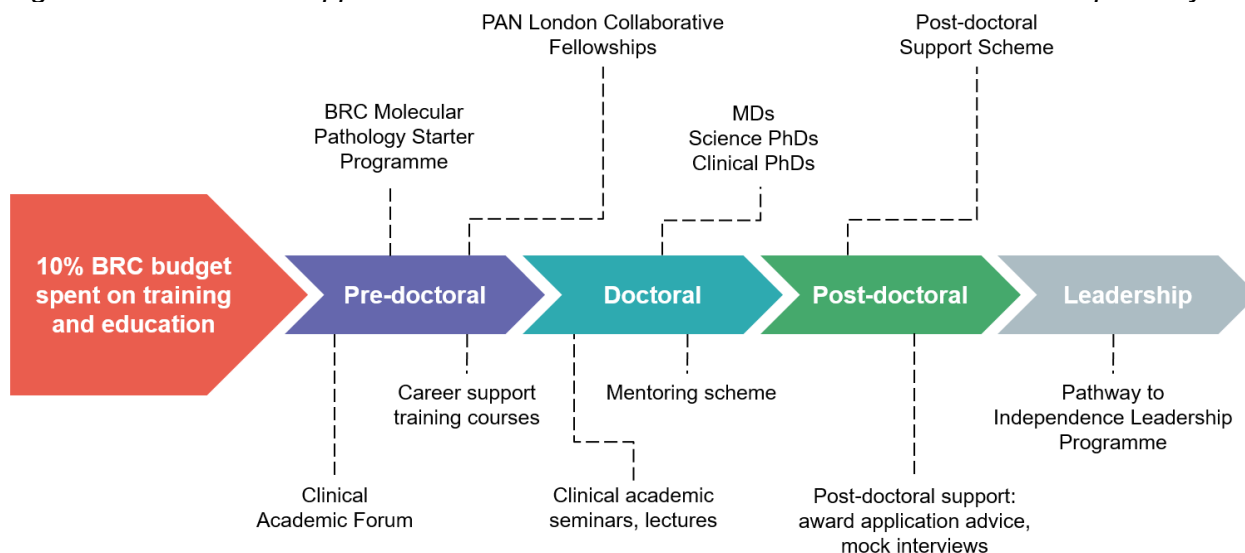 PAN London Collaborative
Fellowships
Post-doctoral
Support Scheme
BRC Molecular
Pathology Starter
Programme
MDs
Science PhDs
Clinical PhDs
10% BRC budget
spent on training
and education
Pre-doctoral
Doctoral
Post-doctoral
Leadership
Career support
training courses
Mentoring scheme
Pathway to
Independence Leadership
Programme
Clinical
Academic Forum
Clinical academic
seminars, lectures
Post-doctoral support:
award application advice,
mock interviews